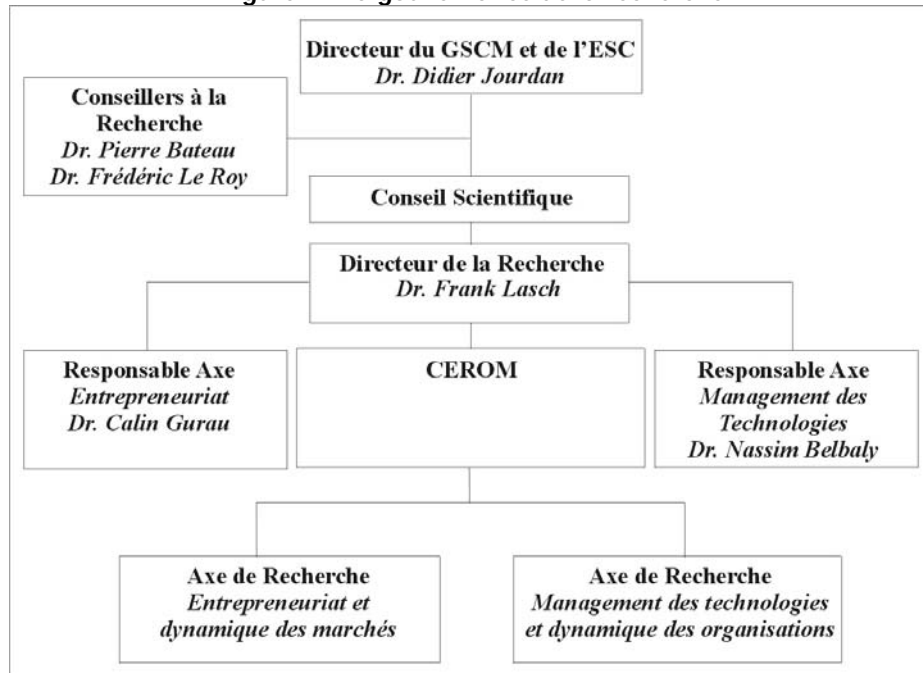 Directeur du GSCM et de l'ESC
Dr. Didier Jourdan
Conseillers à la
Recherche
Dr. Pierre Bateau
Dr. Frédéric Le Roy
Conseil Scientifique
Directeur de la Recherche
Dr. Frank Lasch
Responsable Axe
Entrepreneuriat
Dr. Calin Gurau
CEROM
Responsable Axe
Management des
Technologies
Dr. Nassim Belbaly
Axe de Recherche
Entrepreneuriat et
dynamique des marchés
Axe de Recherche
Management des technologies
et dynamique des organisations